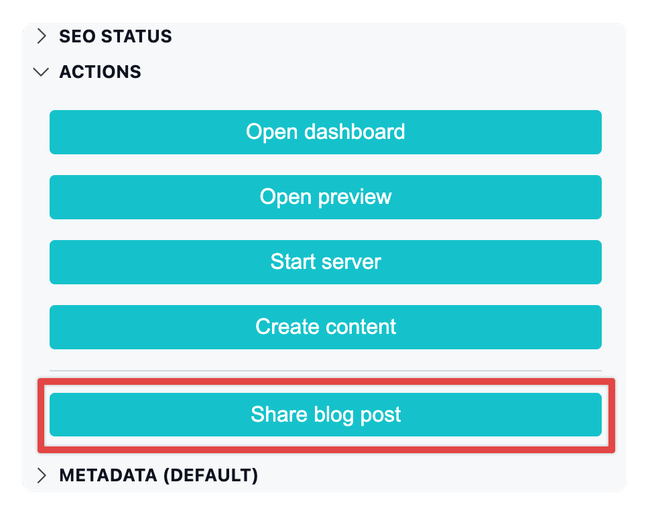 SEO STATUS
ACTIONS
Open dashboard
Open preview
Start server
Create content
Share blog post
METADATA (DEFAULT)